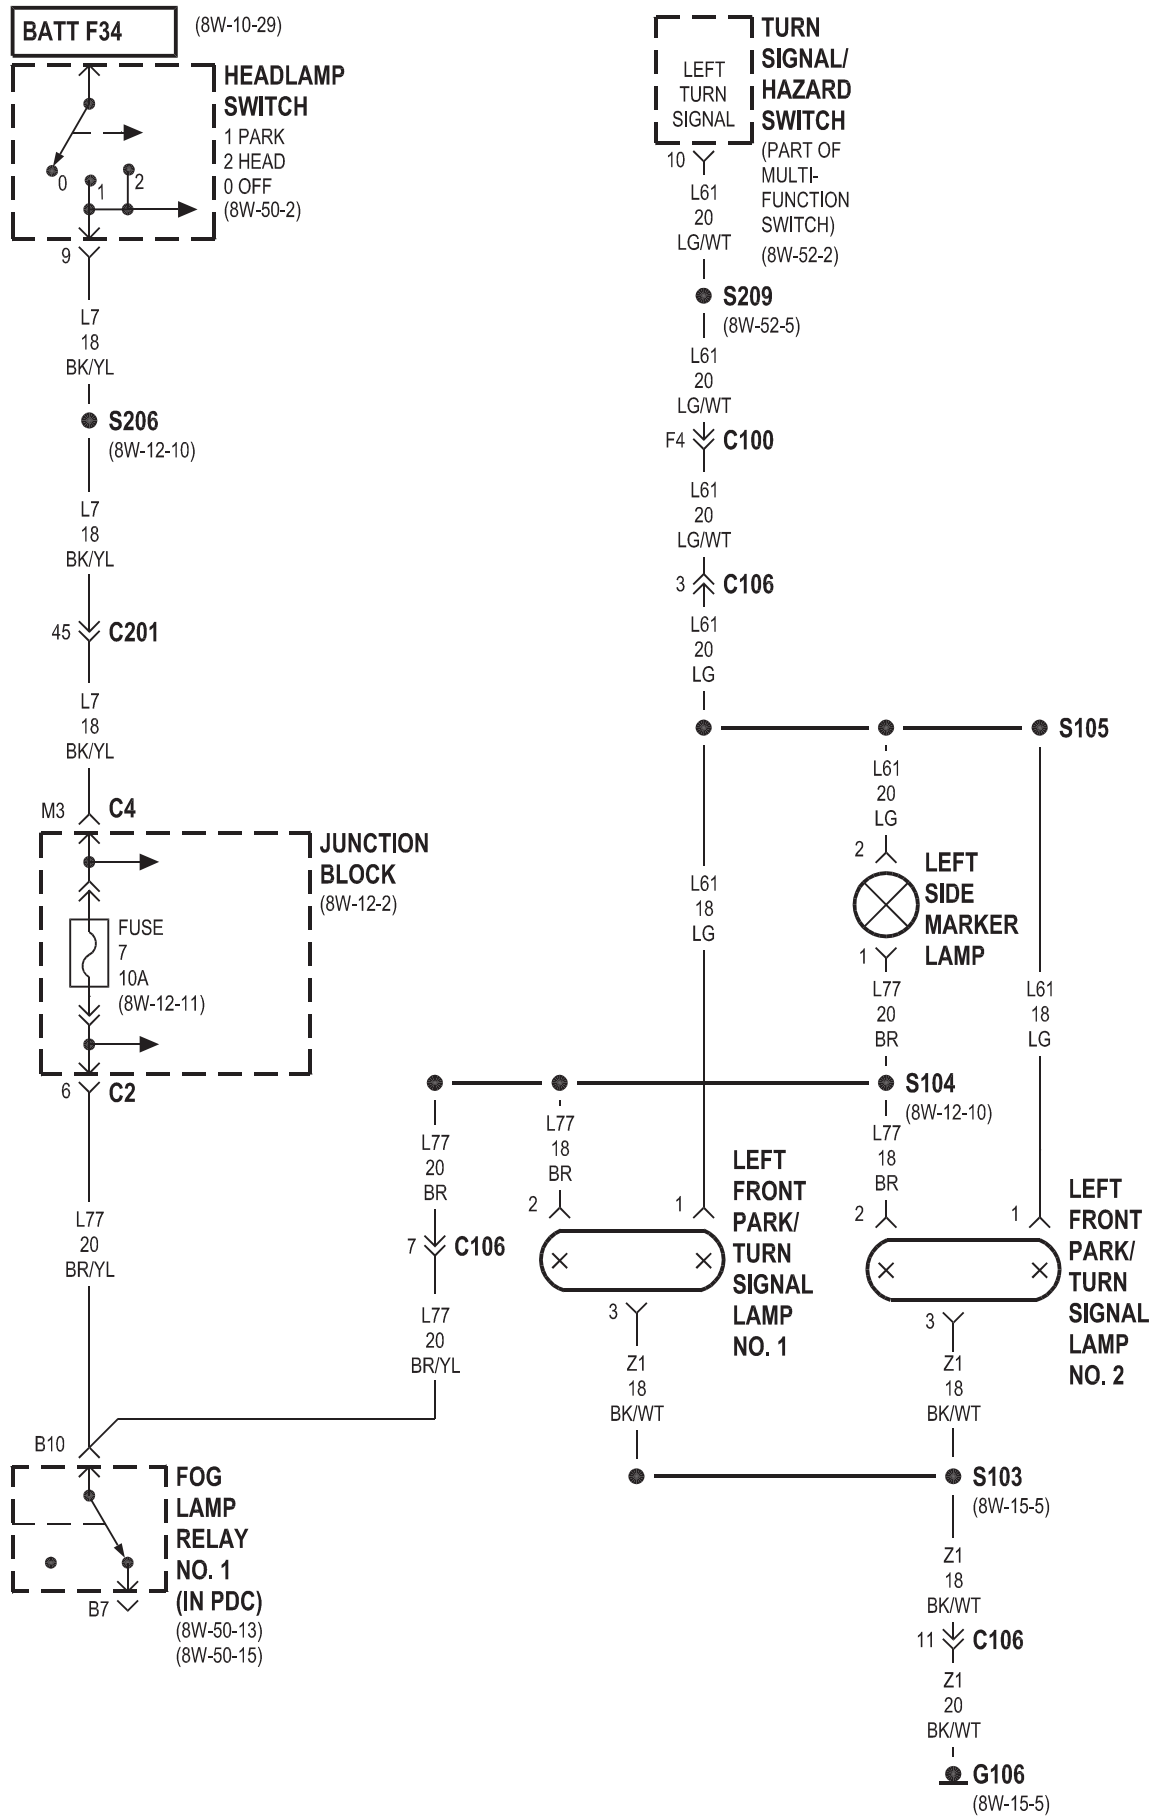 BATT F34
(8W-10-29)
HEADLAMP
SWITCH
1 PARK
2 HEAD
0 OFF
(8W-50-2)
0
1
2
9
L7
18
BK/YL
S206
(8W-12-10)
L7
18
BK/YL
45
C201
L7
18
BK/YL
M3
C4
JUNCTION
BLOCK
(8W-12-2)
FUSE
7
10A
(8W-12-11)
6
C2
L77
20
BR/YL
B10
FOG
LAMP
RELAY
NO. 1
(IN PDC)
(8W-50-13)
(8W-50-15)
B7
LEFT
TURN
SIGNAL
TURN
SIGNAL/
HAZARD
SWITCH
(PART OF
MULTI-
FUNCTION
SWITCH)
(8W-52-2)
10
L61
20
LG/WT
S209
(8W-52-5)
L61
20
LG/WT
F4
C100
L61
20
LG/WT
3
C106
L61
20
LG
S105
L61
20
LG
2
LEFT
SIDE
MARKER
LAMP
1
L77
20
BR
L61
18
LG
L61
18
LG
S104
(8W-12-10)
L77
20
BR
7
C106
L77
20
BR/YL
L77
18
BR
2
1
LEFT
FRONT
PARK/
TURN
SIGNAL
LAMP
NO. 1
3
Z1
18
BK/WT
L77
18
BR
2
1
LEFT
FRONT
PARK/
TURN
SIGNAL
LAMP
NO. 2
3
Z1
18
BK/WT
S103
(8W-15-5)
Z1
18
BK/WT
11
C106
Z1
20
BK/WT
G106
(8W-15-5)